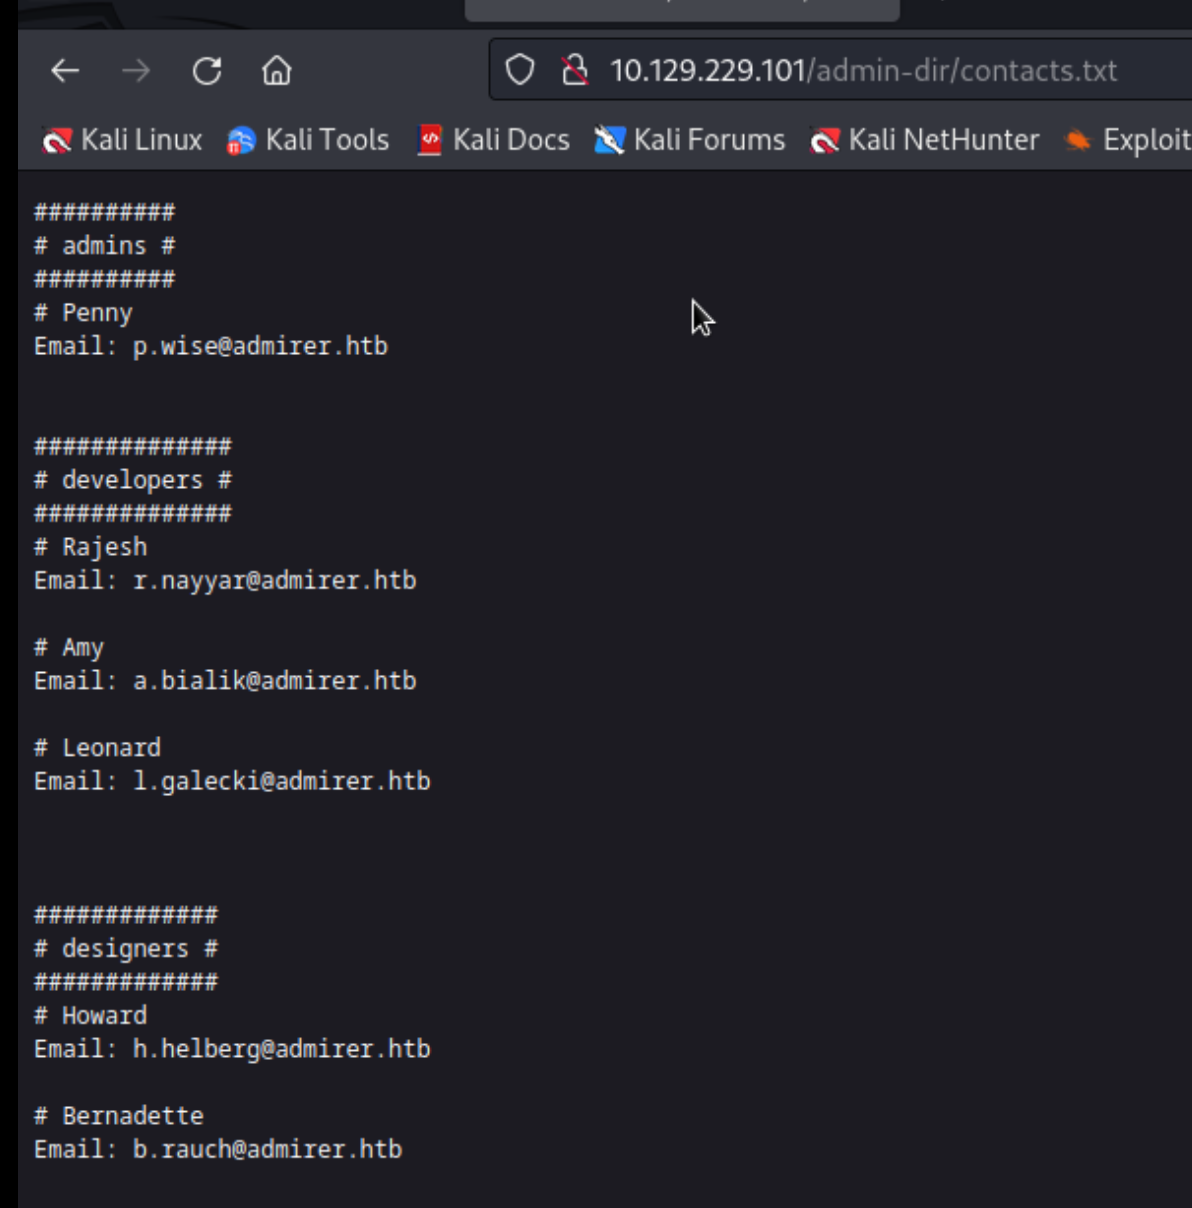 10.129.229.101/admin-dir/contacts.txt
Kali Linux Kali Tools Kali Docs Kali Forums Kali NetHunter Exploit
##########
# admins #
##########
# Penny
Email: p.wise@admirer.htb
##############
# developers #
##############
# Rajesh
Email: r.nayyar@admirer.htb
# Amy
Email: a.bialik@admirer.htb
# Leonard
Email: l.galecki@admirer.htb
#############
# designers #
#############
# Howard
Email: h.helberg@admirer.htb
# Bernadette
Email: b.rauch@admirer.htb